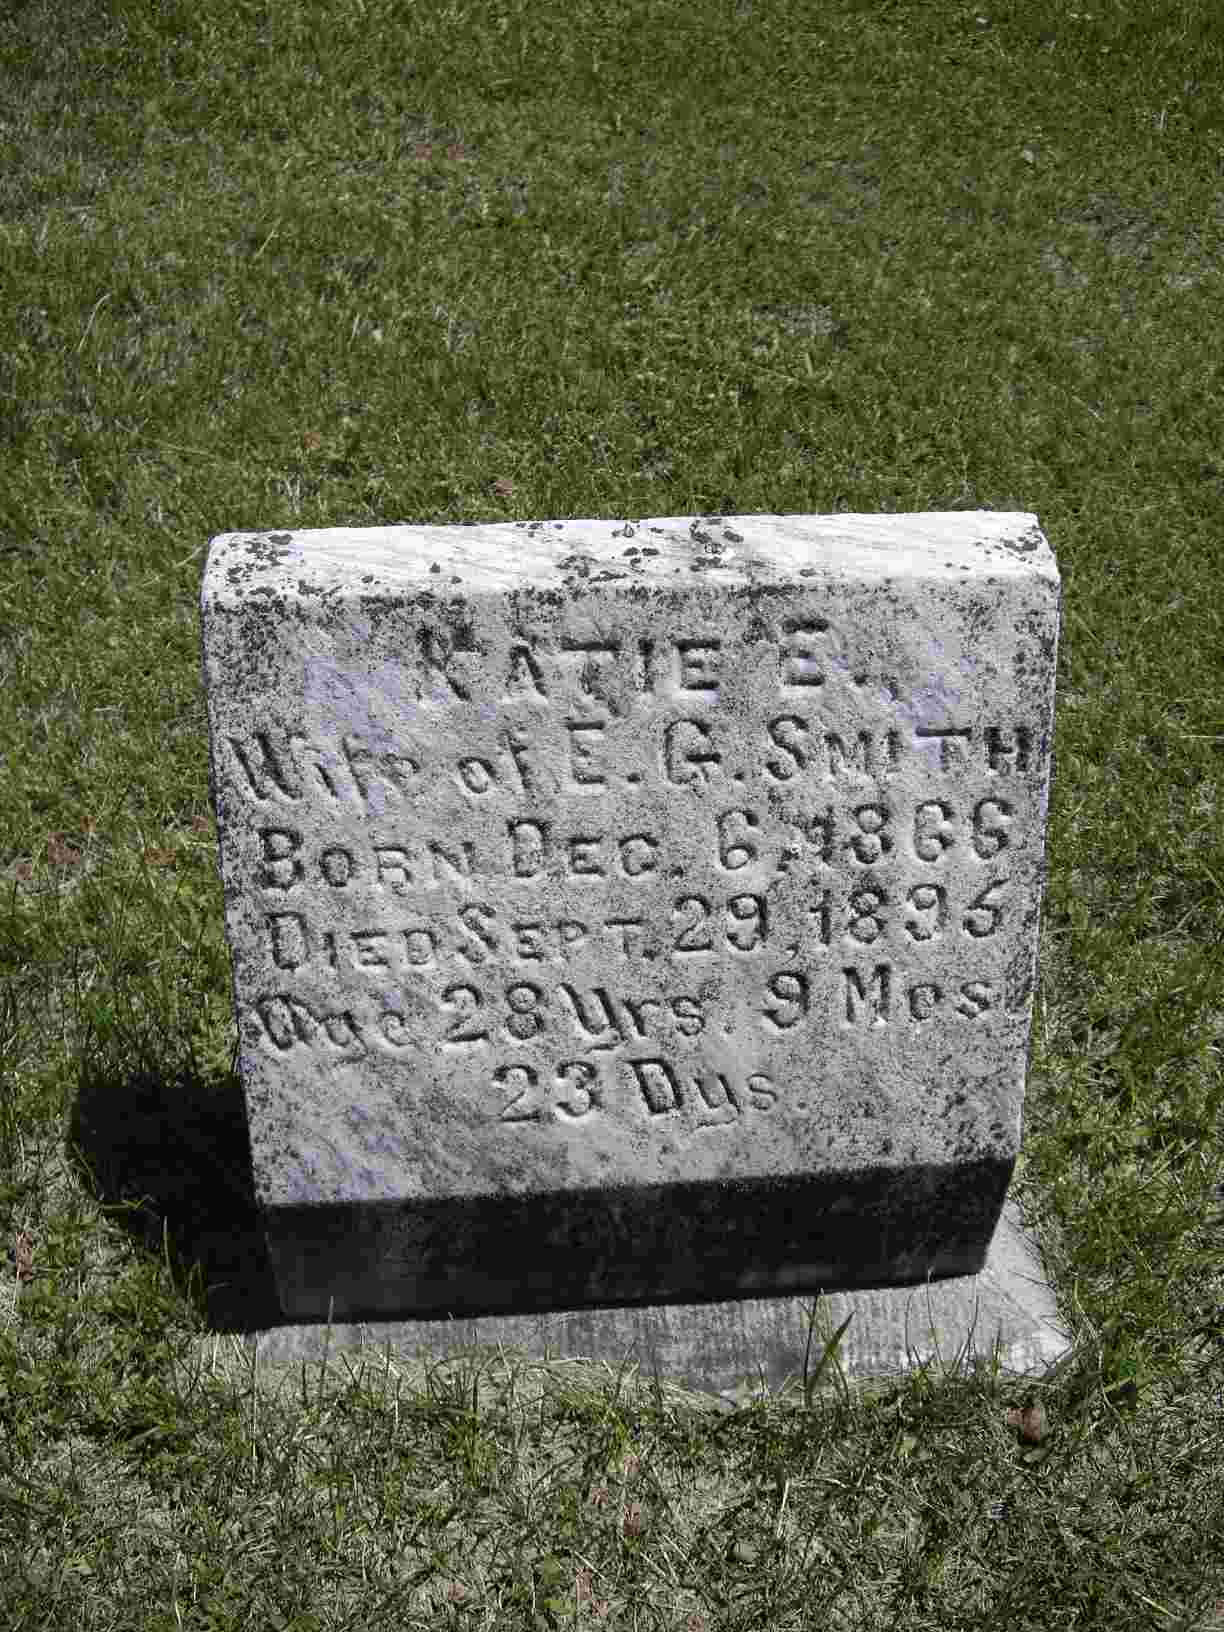 KATIE E.,
Wife of E. G. SMITH
BORN DEC. 6, 1866
DIED SEPT. 29, 1895
Age 28 Yrs. 9 Mos.
23 Dys.